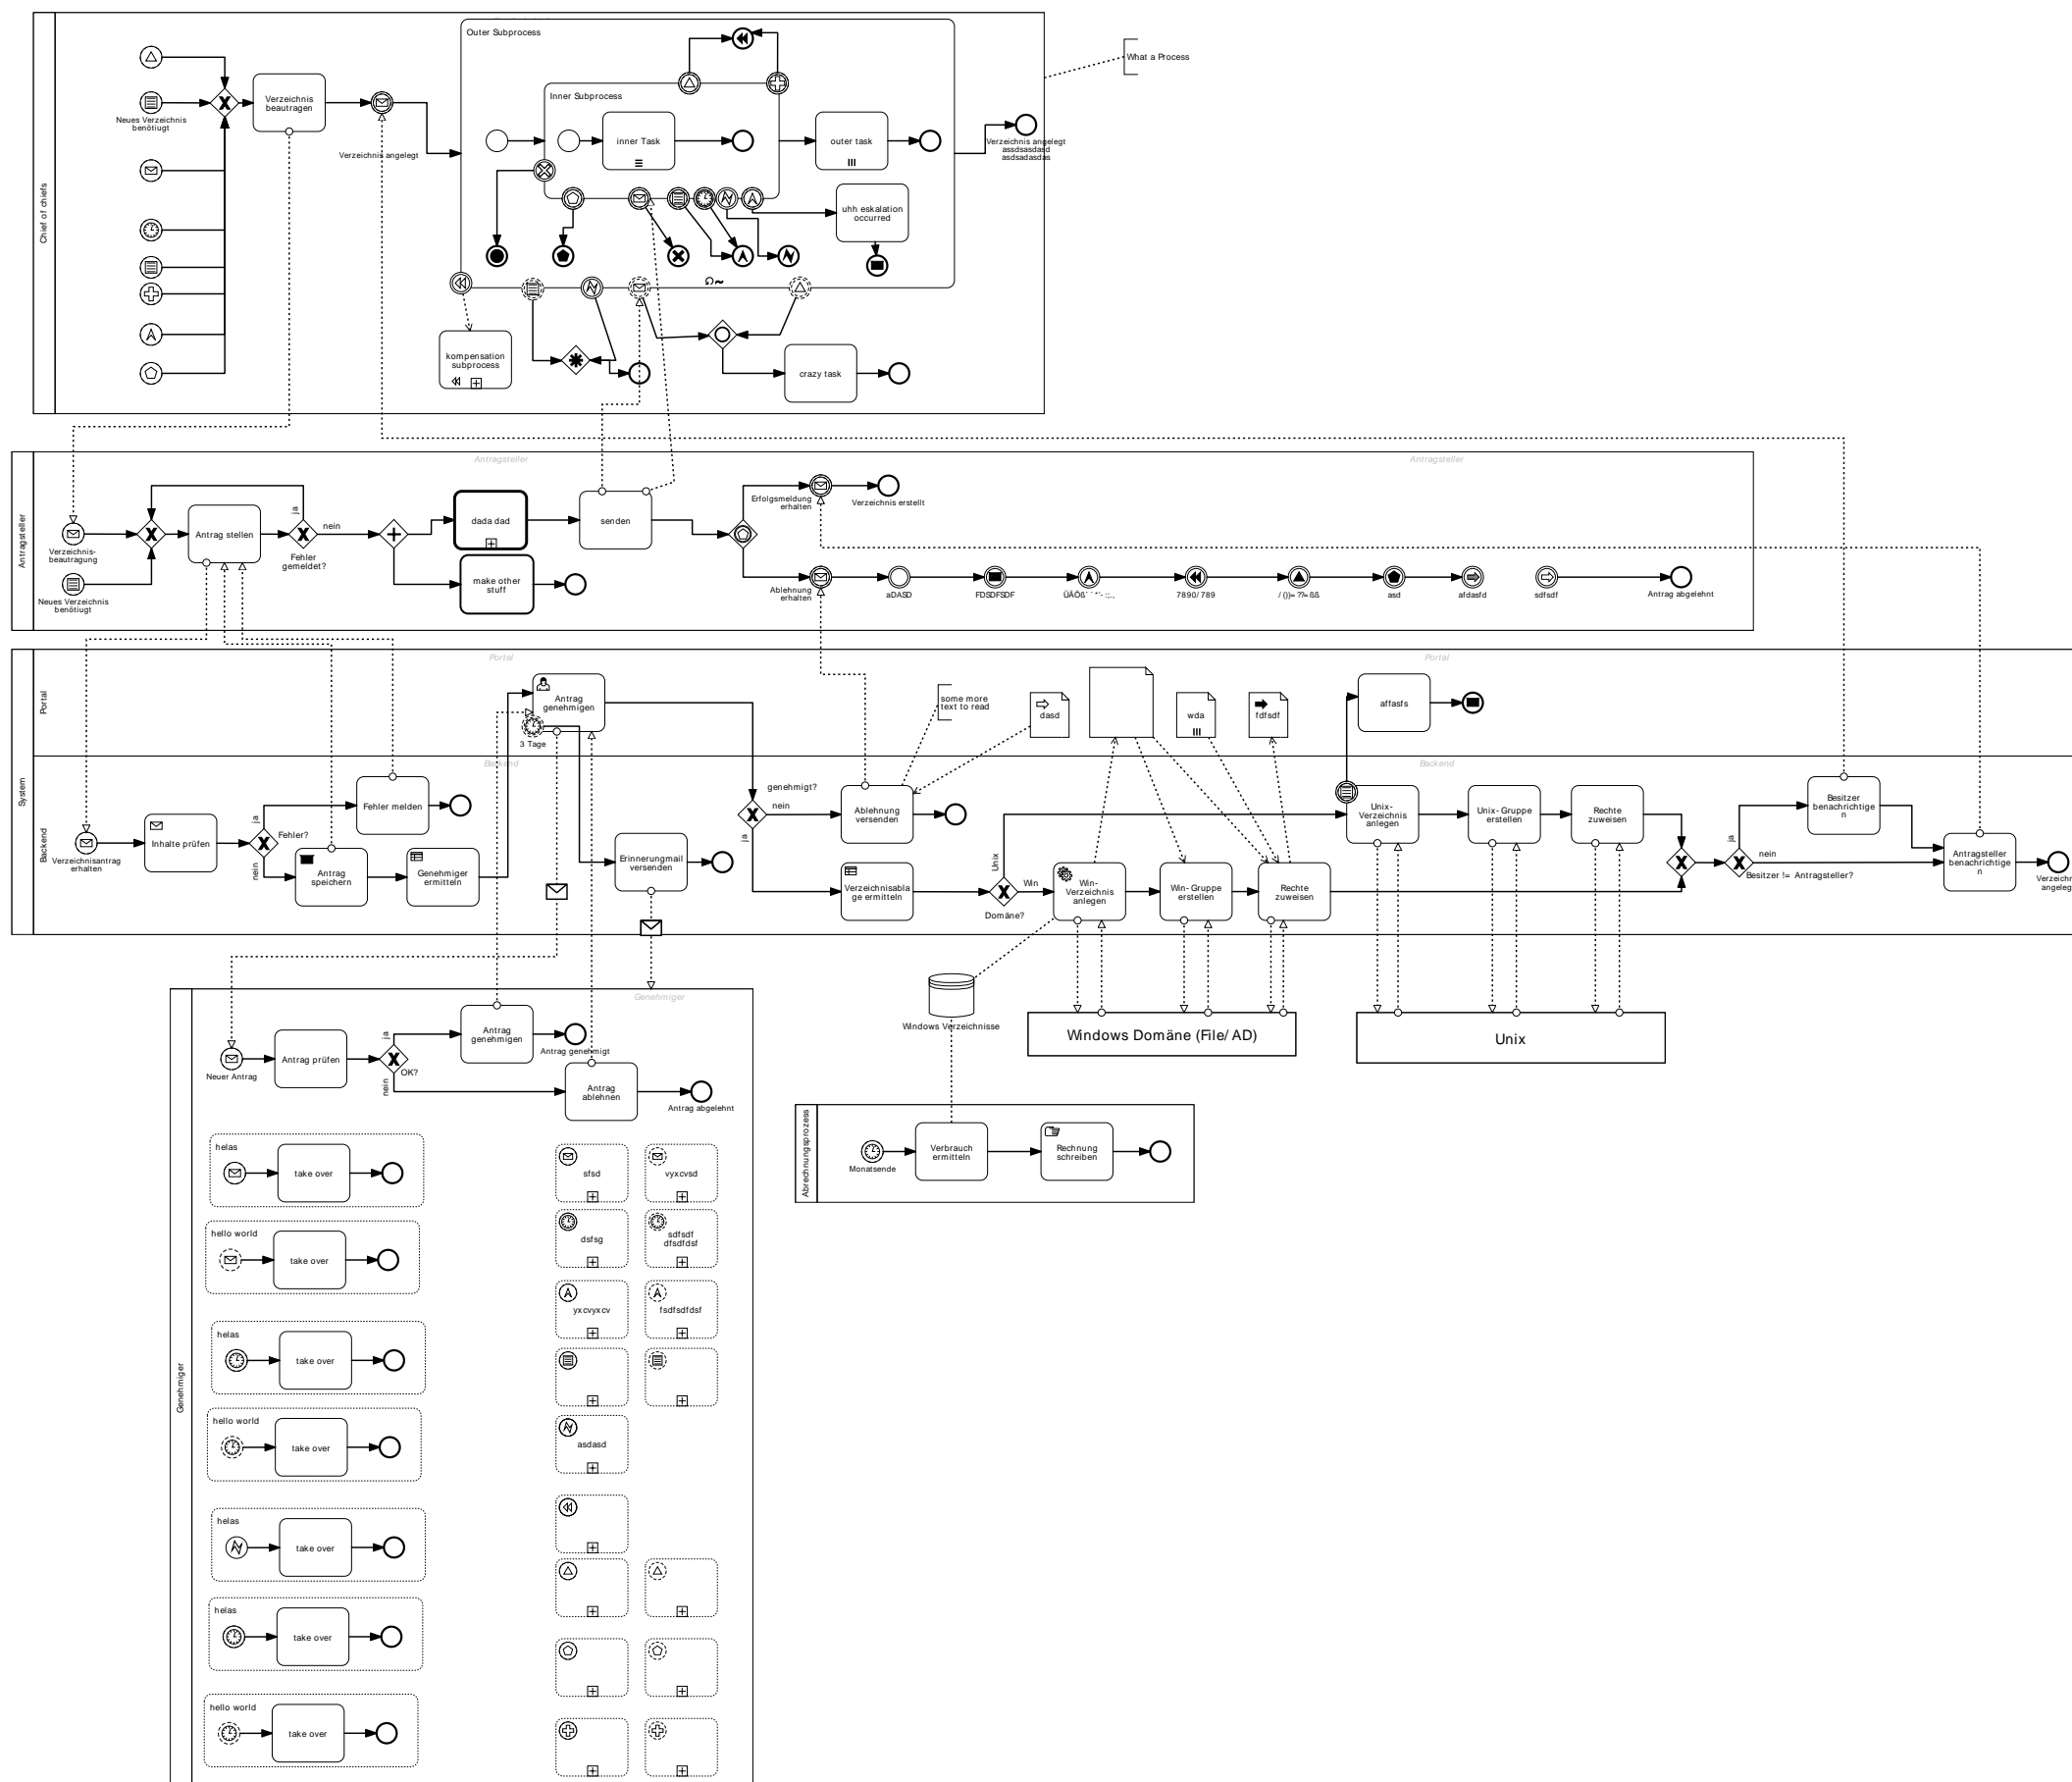 Chief of chiefs
Neues Verzeichnis
benötiugt
Verzeichnis
beautragen
Verzeichnis angelegt
Outer Subprocess
Inner Subprocess
inner Task
outer task
uhh eskalation
occurred
kompensation
subprocess
crazy task
Verzeichnis angelegt
assdsasdasd
asdsadasdas
What a Process
Antragsteller
Antragsteller
Antragsteller
Verzeichnis-
beautragung
Neues Verzeichnis
benötiugt
Antrag stellen
ja
nein
Fehler
gemeldet?
dada dad
make other
stuff
senden
Erfolgsmeldung
erhalten
Verzeichnis erstellt
Ablehnung
erhalten
aDASD
FDSDFSDF
7890/ 789
/ ())= ??= ßß
asd
afdasfd
sdfsdf
Antrag abgelehnt
System
Portal
Portal
Portal
Antrag
genehmigen
3 Tage
some more
text to read
dasd
wda
fdfsdf
affasfs
Backend
Backend
Backend
Verzeichnisantrag
erhalten
Inhalte prüfen
Fehler?
ja
nein
Fehler melden
Antrag
speichern
Genehmiger
ermitteln
Erinnerungmail
versenden
genehmigt?
nein
ja
Ablehnung
versenden
Verzeichnisabla
ge ermitteln
Unix
Win
Domäne?
Win-
Verzeichnis
anlegen
Win- Gruppe
erstellen
Rechte
zuweisen
Unix-
Verzeichnis
anlegen
Unix- Gruppe
erstellen
Rechte
zuweisen
ja
nein
Besitzer != Antragsteller?
Besitzer
benachrichtige
n
Antragsteller
benachrichtige
n
Verzeichn
angeleg
Windows Verzeichnisse
Windows Domäne (File/ AD)
Unix
Genehmiger
Genehmiger
Neuer Antrag
Antrag prüfen
ja
nein
OK?
Antrag
genehmigen
Antrag genehmigt
Antrag
ablehnen
Antrag abgelehnt
Abrechnungsprozess
Monatsende
Verbrauch
ermitteln
Rechnung
schreiben
helas
take over
sfsd
vyxcvsd
hello world
take over
dsfsg
sdfsdf
dfsdfdsf
yxcvyxcv
fsdfsdfdsf
helas
take over
hello world
take over
asdasd
helas
take over
helas
take over
hello world
take over